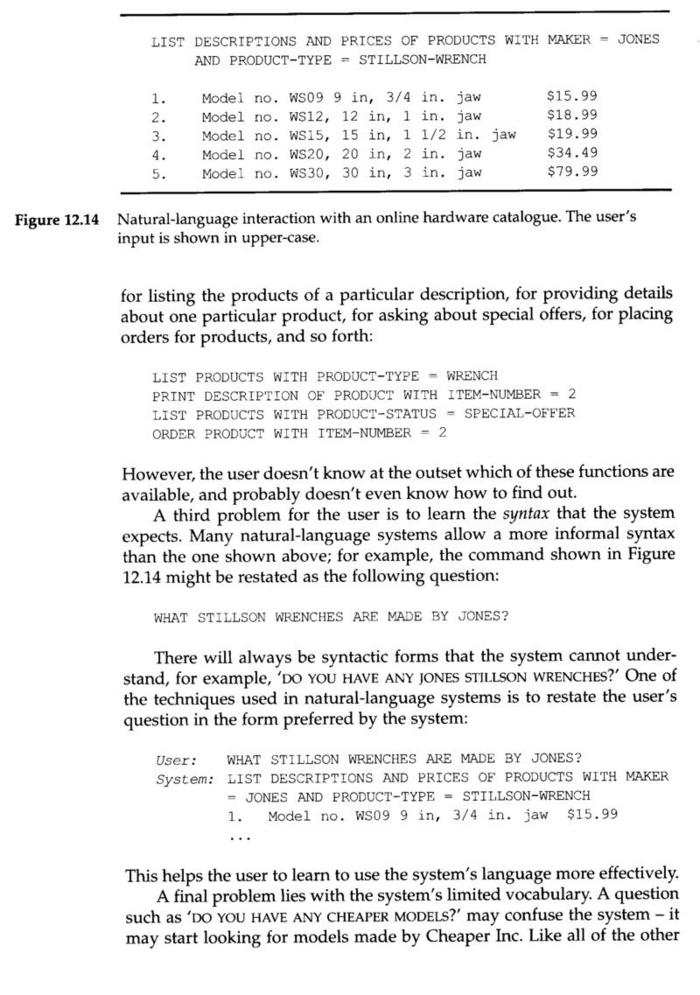 LIST DESCRIPTIONS AND PRICES OF PRODUCTS WITH MAKER = JONES
AND PRODUCT-TYPE = STILLSON-WRENCH
1. Model no. WS09 9 in, 3/4 in. jaw $15.99
2. Model no. WS12, 12 in, 1 in. jaw $18.99
3. Model no. WS15, 15 in, 1 1/2 in. jaw $19.99
4. Model no. WS20, 20 in, 2 in. jaw $34.49
5. Model no. WS30, 30 in, 3 in. jaw $79.99
Figure 12.14 Natural-language interaction with an online hardware catalogue. The user's
input is shown in upper-case.
for listing the products of a particular description, for providing details
about one particular product, for asking about special offers, for placing
orders for products, and so forth:
LIST PRODUCTS WITH PRODUCT-TYPE = WRENCH
PRINT DESCRIPTION OF PRODUCT WITH ITEM-NUMBER = 2
LIST PRODUCTS WITH PRODUCT-STATUS = SPECIAL-OFFER
ORDER PRODUCT WITH ITEM-NUMBER = 2
However, the user doesn't know at the outset which of these functions are
available, and probably doesn't even know how to find out.
A third problem for the user is to learn the syntax that the system
expects. Many natural-language systems allow a more informal syntax
than the one shown above; for example, the command shown in Figure
12.14 might be restated as the following question:
WHAT STILLSON WRENCHES ARE MADE BY JONES?
There will always be syntactic forms that the system cannot under-
stand, for example, 'DO YOU HAVE ANY JONES STILLSON WRENCHES?' One of
the techniques used in natural-language systems is to restate the user's
question in the form preferred by the system:
User: WHAT STILLSON WRENCHES ARE MADE BY JONES?
System: LIST DESCRIPTIONS AND PRICES OF PRODUCTS WITH MAKER
= JONES AND PRODUCT-TYPE = STILLSON-WRENCH
1. Model no. WS09 9 in, 3/4 in. jaw $15.99
...
This helps the user to learn to use the system's language more effectively.
A final problem lies with the system's limited vocabulary. A question
such as 'DO YOU HAVE ANY CHEAPER MODELS?' may confuse the system – it
may start looking for models made by Cheaper Inc. Like all of the other